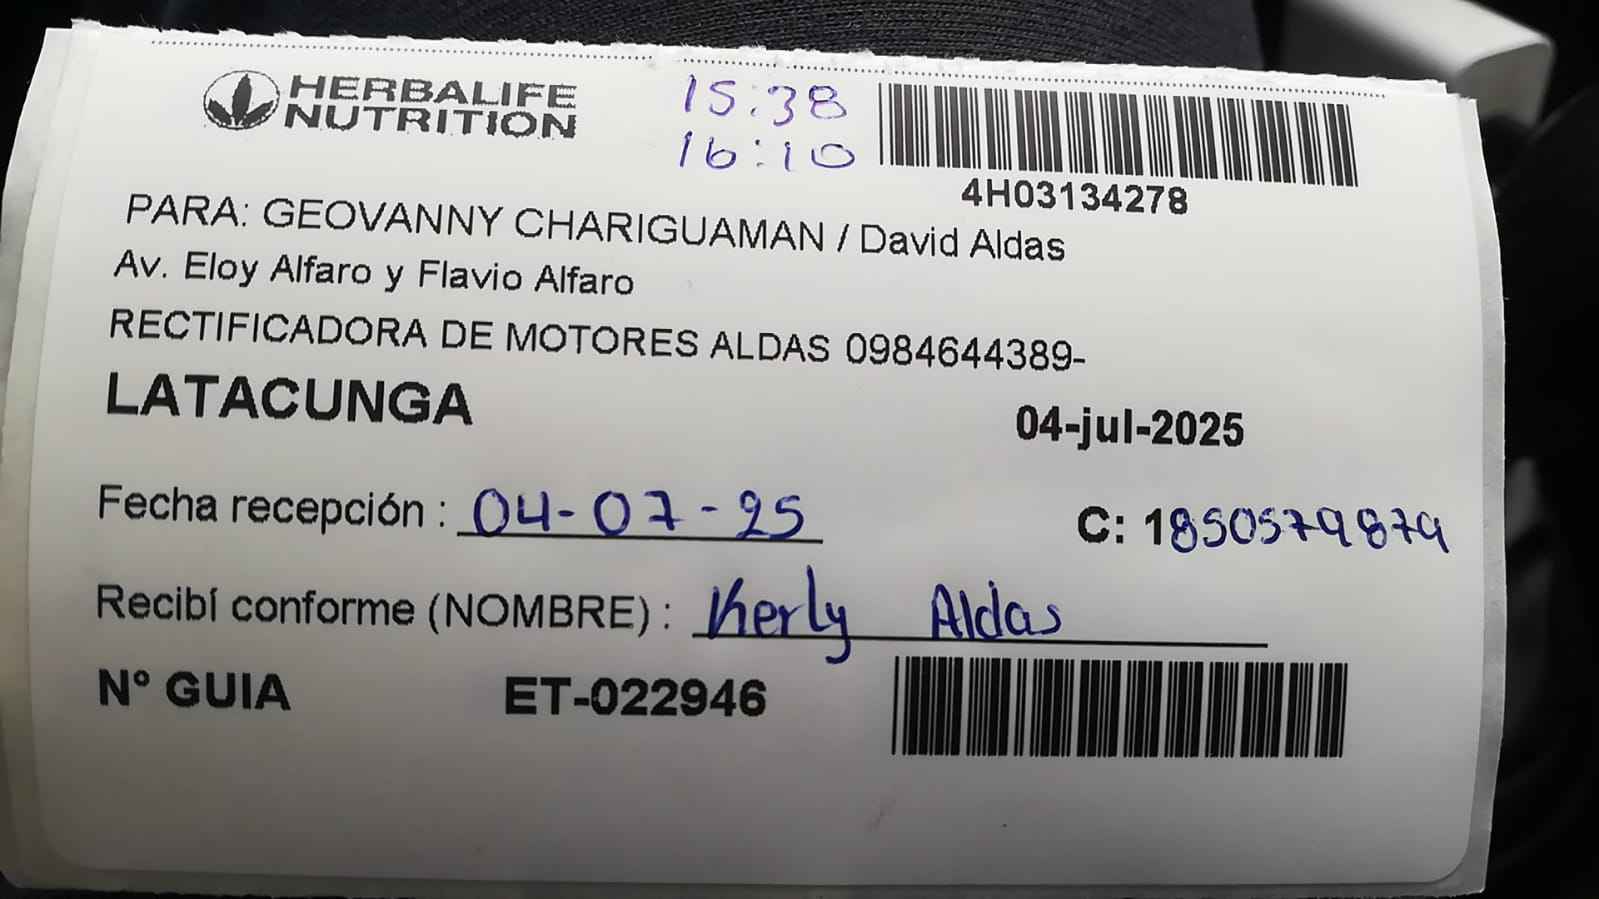 HERBALIFE
NUTRITION
15:38
16:10
4H03134278
PARA: GEOVANNY CHARIGUAMAN / David Aldas
Av. Eloy Alfaro y Flavio Alfaro
RECTIFICADORA DE MOTORES ALDAS 0984644389-
LATACUNGA
04-jul-2025
Fecha recepción : 04-07-25
C: 1850579879
Recibí conforme (NOMBRE) : Kerly Aldas
N° GUIA ET-022946